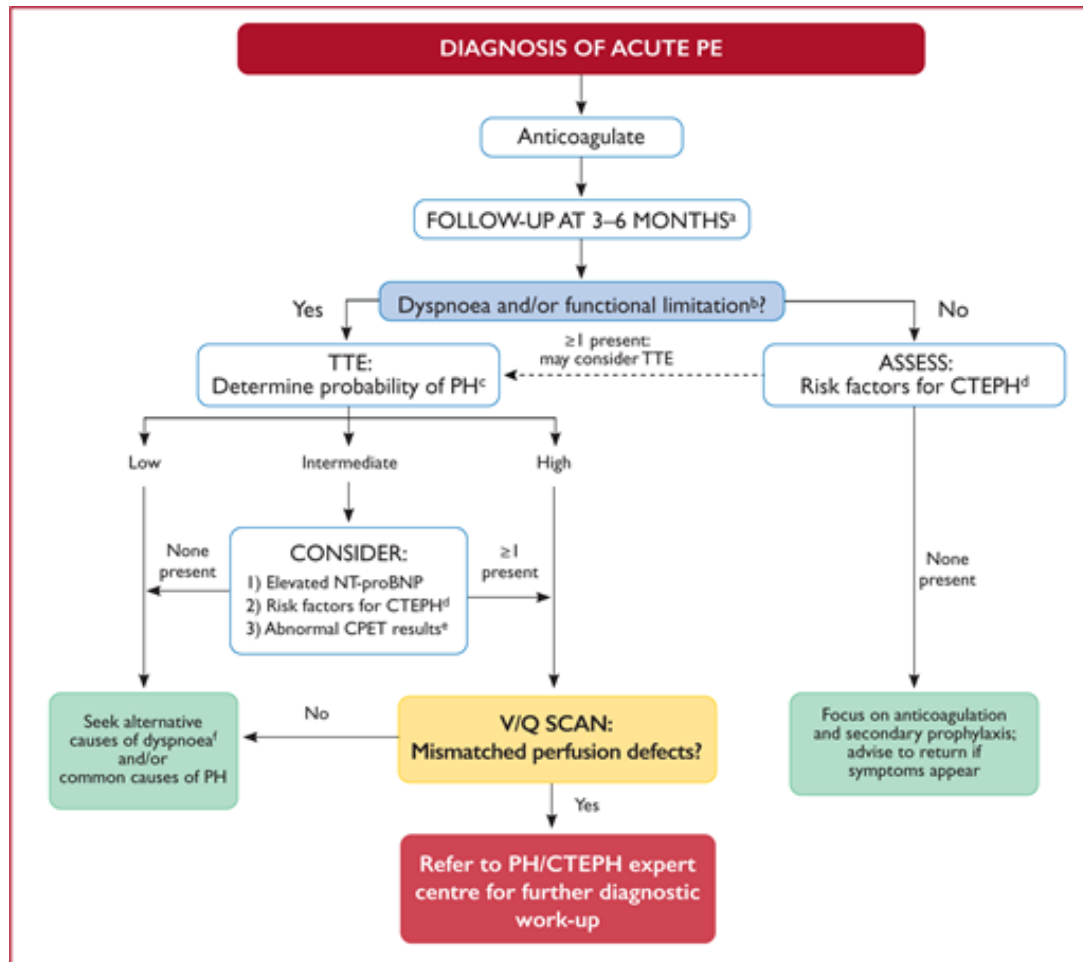 DIAGNOSIS OF ACUTE PE
Anticoagulate
FOLLOW-UP AT 3–6 MONTHSᵃ
Dyspnoea and/or functional limitationᵇ?
Yes
No
TTE:
Determine probability of PHᶜ
≥1 present:
may consider TTE
ASSESS:
Risk factors for CTEPHᵈ
Low
Intermediate
High
None
present
CONSIDER:
1) Elevated NT-proBNP
2) Risk factors for CTEPHᵈ
3) Abnormal CPET resultsᵉ
≥1
present
None
present
Seek alternative
causes of dyspnoeaᶠ
and/or
common causes of PH
No
V/Q SCAN:
Mismatched perfusion defects?
Focus on anticoagulation
and secondary prophylaxis;
advise to return if
symptoms appear
Yes
Refer to PH/CTEPH expert
centre for further diagnostic
work-up